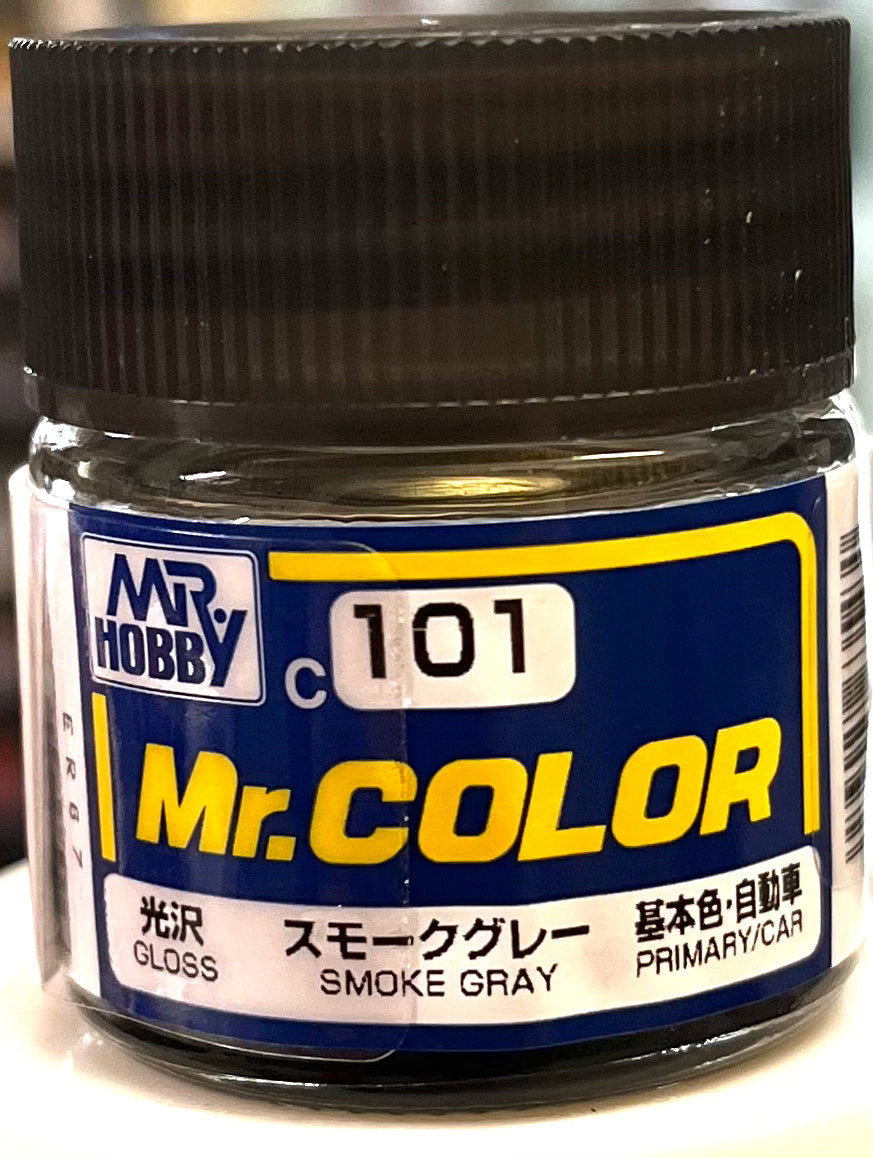 MR.
HOBBY
C 101
Mr.COLOR
光沢 スモークグレー 基本色・自動車
GLOSS SMOKE GRAY PRIMARY/CAR